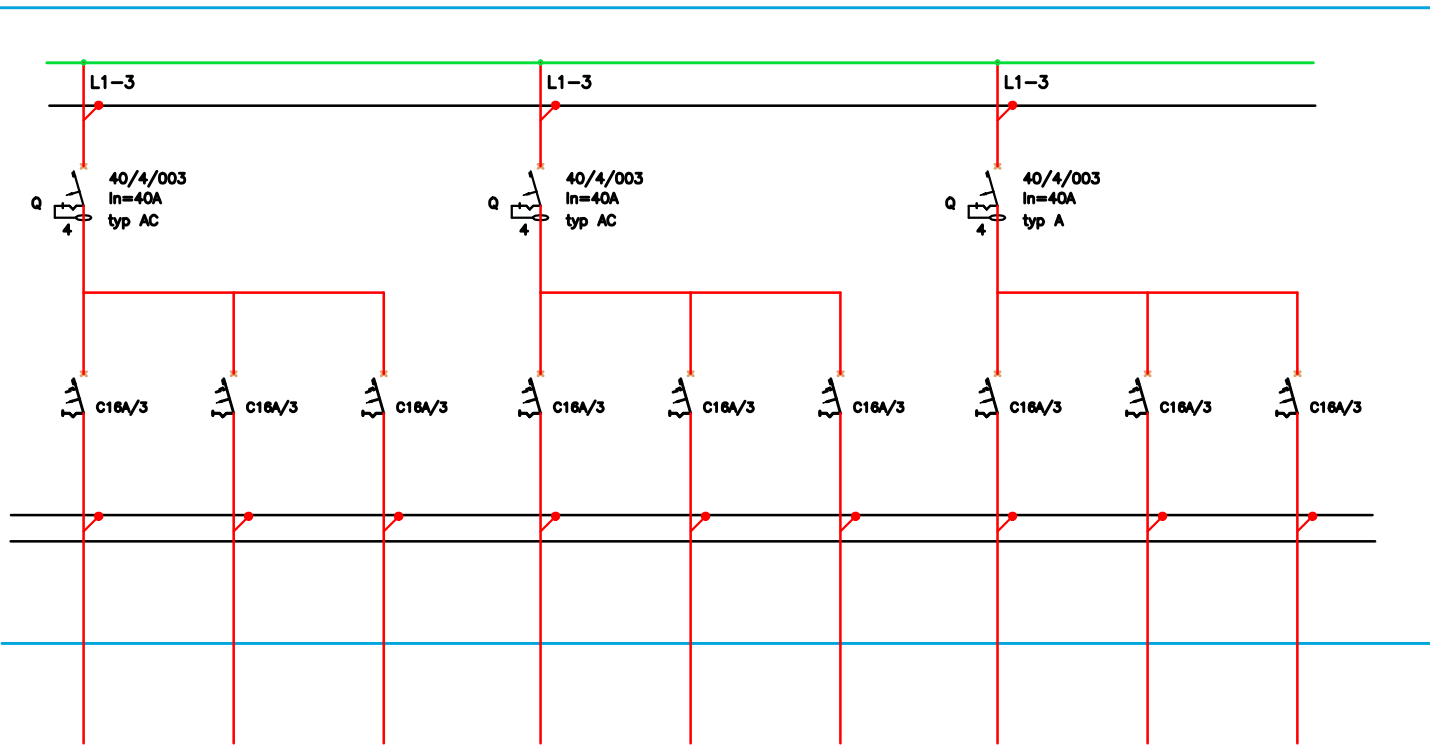 L1-3
L1-3
L1-3
40/4/003
In=40A
typ AC
Q
4
40/4/003
In=40A
typ AC
Q
4
40/4/003
In=40A
typ A
Q
4
C16A/3
C16A/3
C16A/3
C16A/3
C16A/3
C16A/3
C16A/3
C16A/3
C16A/3